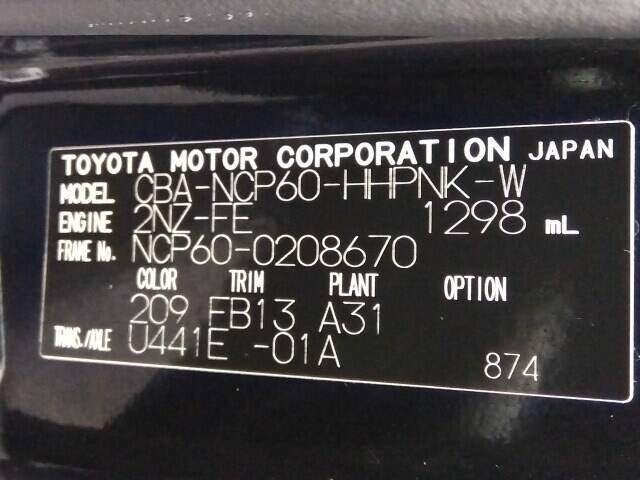 TOYOTA MOTOR CORPORATION JAPAN
MODEL CBA-NCP60-HHPNK-W
ENGINE 2NZ-FE 1298 mL
FRAME No. NCP60-0208670
COLOR TRIM PLANT OPTION
209 FB13 A31
TRANS./AXLE U441E -01A
874